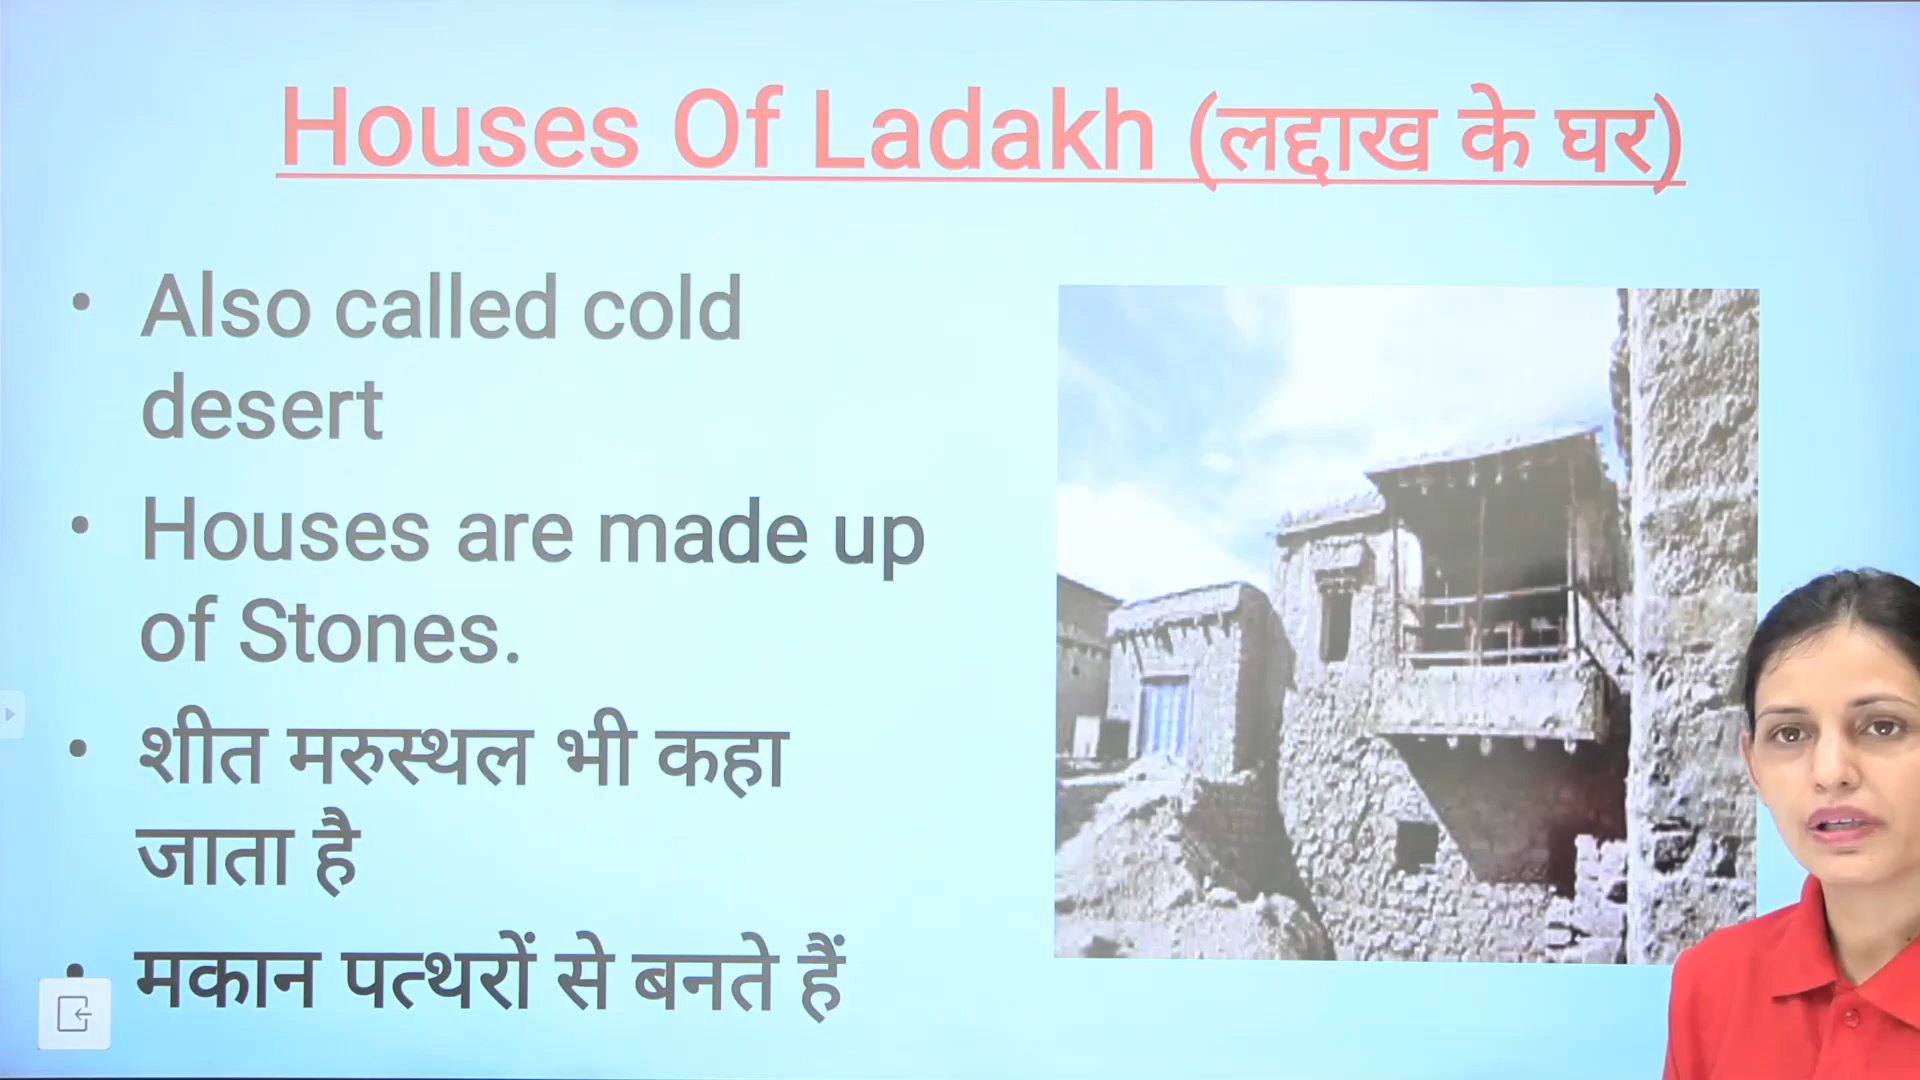 Houses Of Ladakh (लद्दाख के घर)
• Also called cold
desert
• Houses are made up
of Stones.
• शीत मरुस्थल भी कहा
जाता है
• मकान पत्थरों से बनते हैं